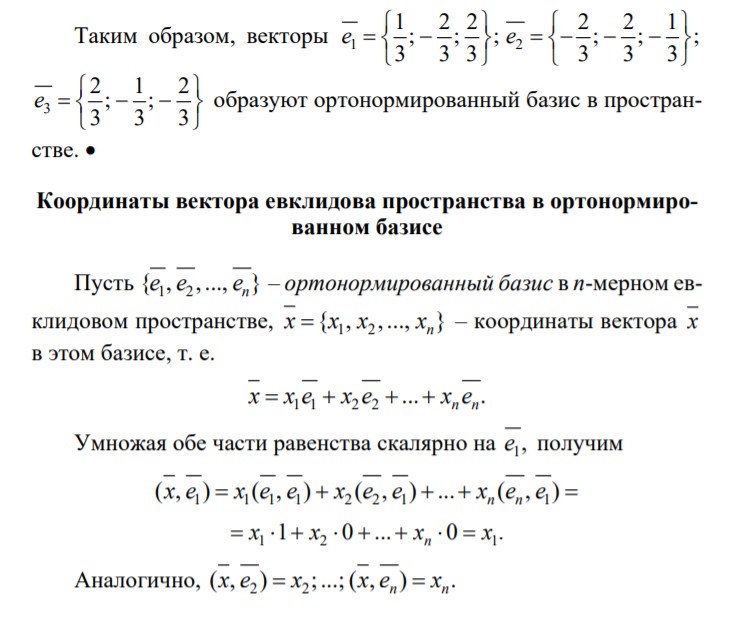 Таким образом, векторы $\overline{e_1} = \left\{\frac{1}{3}; -\frac{2}{3}; \frac{2}{3}\right\}; \overline{e_2} = \left\{-\frac{2}{3}; -\frac{2}{3}; -\frac{1}{3}\right\};$
$\overline{e_3} = \left\{\frac{2}{3}; -\frac{1}{3}; -\frac{2}{3}\right\}$ образуют ортонормированный базис в простран-
стве. ●
Координаты вектора евклидова пространства в ортонормиро-
ванном базисе
Пусть $\{\overline{e_1}, \overline{e_2}, ..., \overline{e_n}\}$ – ортонормированный базис в n-мерном ев-
клидовом пространстве, $\overline{x} = \{x_1, x_2, ..., x_n\}$ – координаты вектора $\overline{x}$
в этом базисе, т. е.
$\overline{x} = x_1\overline{e_1} + x_2\overline{e_2} + ... + x_n\overline{e_n}.$
Умножая обе части равенства скалярно на $\overline{e_1}$, получим
$(\overline{x}, \overline{e_1}) = x_1(\overline{e_1}, \overline{e_1}) + x_2(\overline{e_2}, \overline{e_1}) + ... + x_n(\overline{e_n}, \overline{e_1}) =$
$= x_1 \cdot 1 + x_2 \cdot 0 + ... + x_n \cdot 0 = x_1.$
Аналогично, $(\overline{x}, \overline{e_2}) = x_2; ...; (\overline{x}, \overline{e_n}) = x_n.$